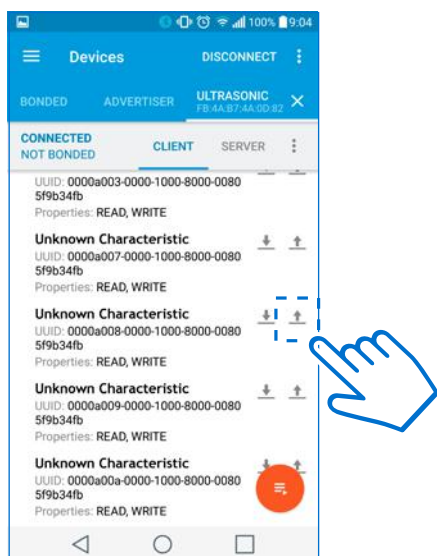 100% 9:04
Devices DISCONNECT
BONDED ADVERTISER ULTRASONIC
FB:4A:B7:4A:0D:82
CONNECTED
NOT BONDED
CLIENT SERVER
UUID: 0000a003-0000-1000-8000-0080
5f9b34fb
Properties: READ, WRITE
Unknown Characteristic
UUID: 0000a007-0000-1000-8000-0080
5f9b34fb
Properties: READ, WRITE
Unknown Characteristic
UUID: 0000a008-0000-1000-8000-0080
5f9b34fb
Properties: READ, WRITE
Unknown Characteristic
UUID: 0000a009-0000-1000-8000-0080
5f9b34fb
Properties: READ, WRITE
Unknown Characteristic
UUID: 0000a00a-0000-1000-8000-0080
5f9b34fb
Properties: READ, WRITE